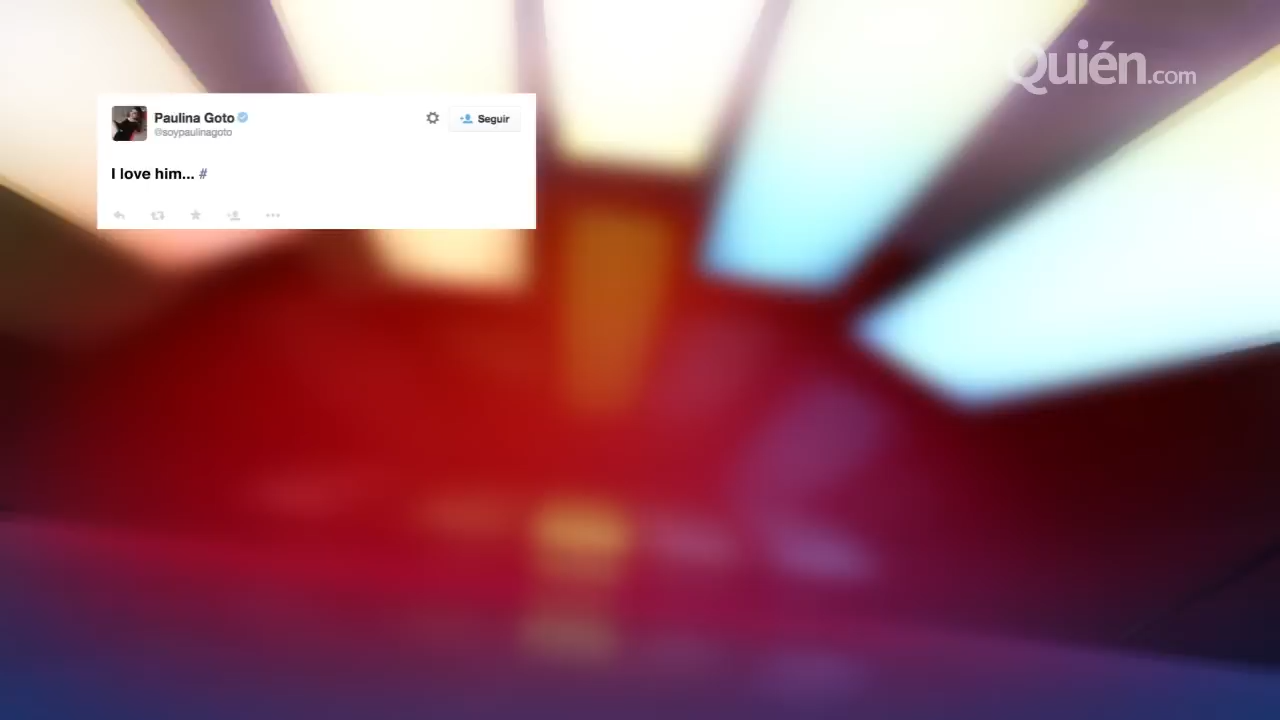 Quién.com
Paulina Goto
@soypaulinagoto
Seguir
I love him... #